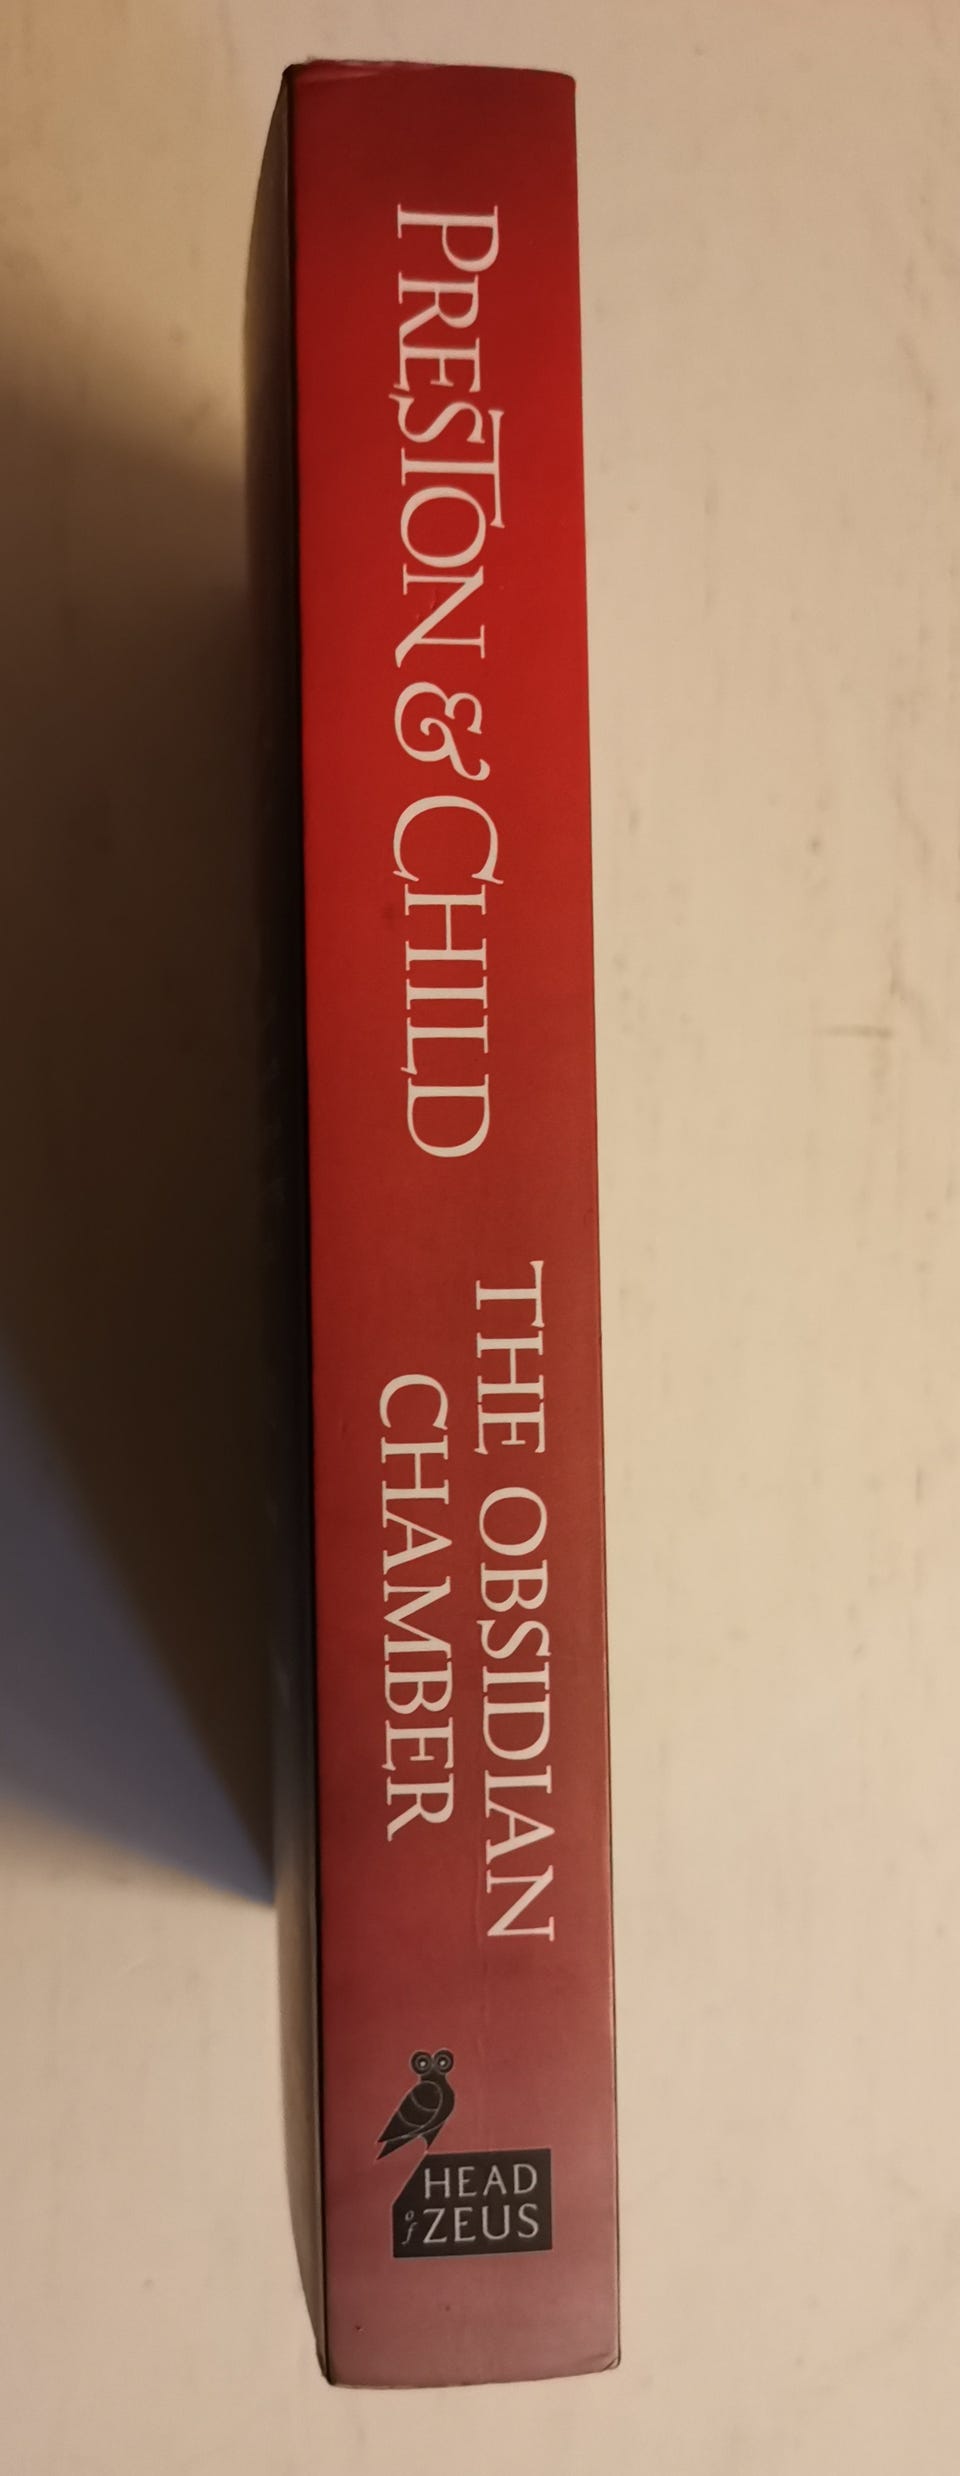 PRESTON & CHILD
THE OBSIDIAN
CHAMBER
HEAD
of ZEUS